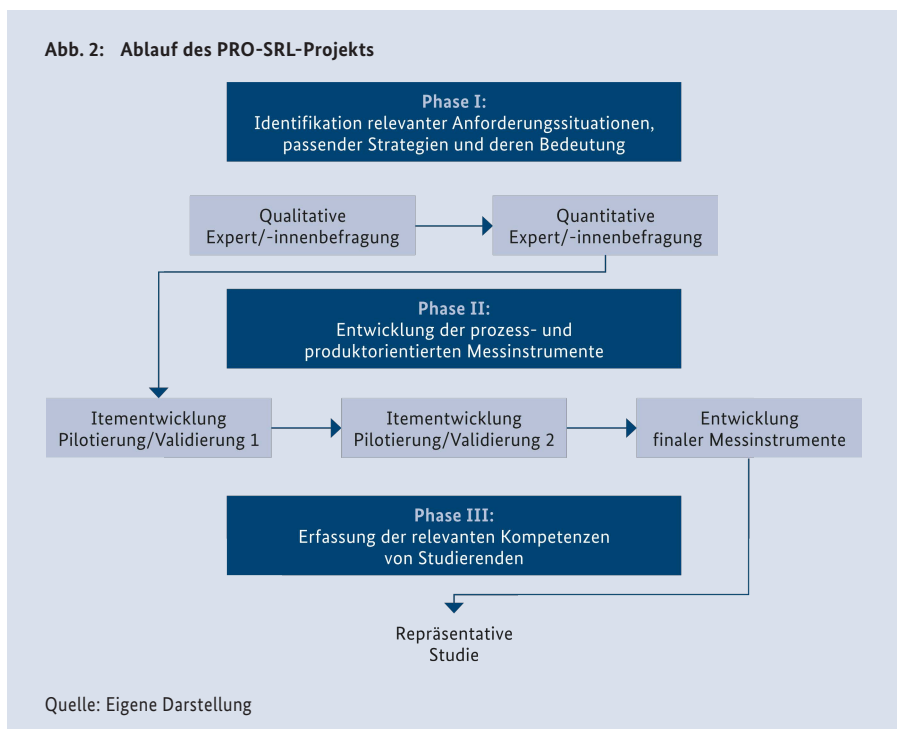 Abb. 2: Ablauf des PRO-SRL-Projekts
Phase I:
Identifikation relevanter Anforderungssituationen,
passender Strategien und deren Bedeutung
Qualitative
Expert/-innenbefragung
Quantitative
Expert/-innenbefragung
Phase II:
Entwicklung der prozess- und
produktorientierten Messinstrumente
Itementwicklung
Pilotierung/Validierung 1
Itementwicklung
Pilotierung/Validierung 2
Entwicklung
finaler Messinstrumente
Phase III:
Erfassung der relevanten Kompetenzen
von Studierenden
Repräsentative
Studie
Quelle: Eigene Darstellung